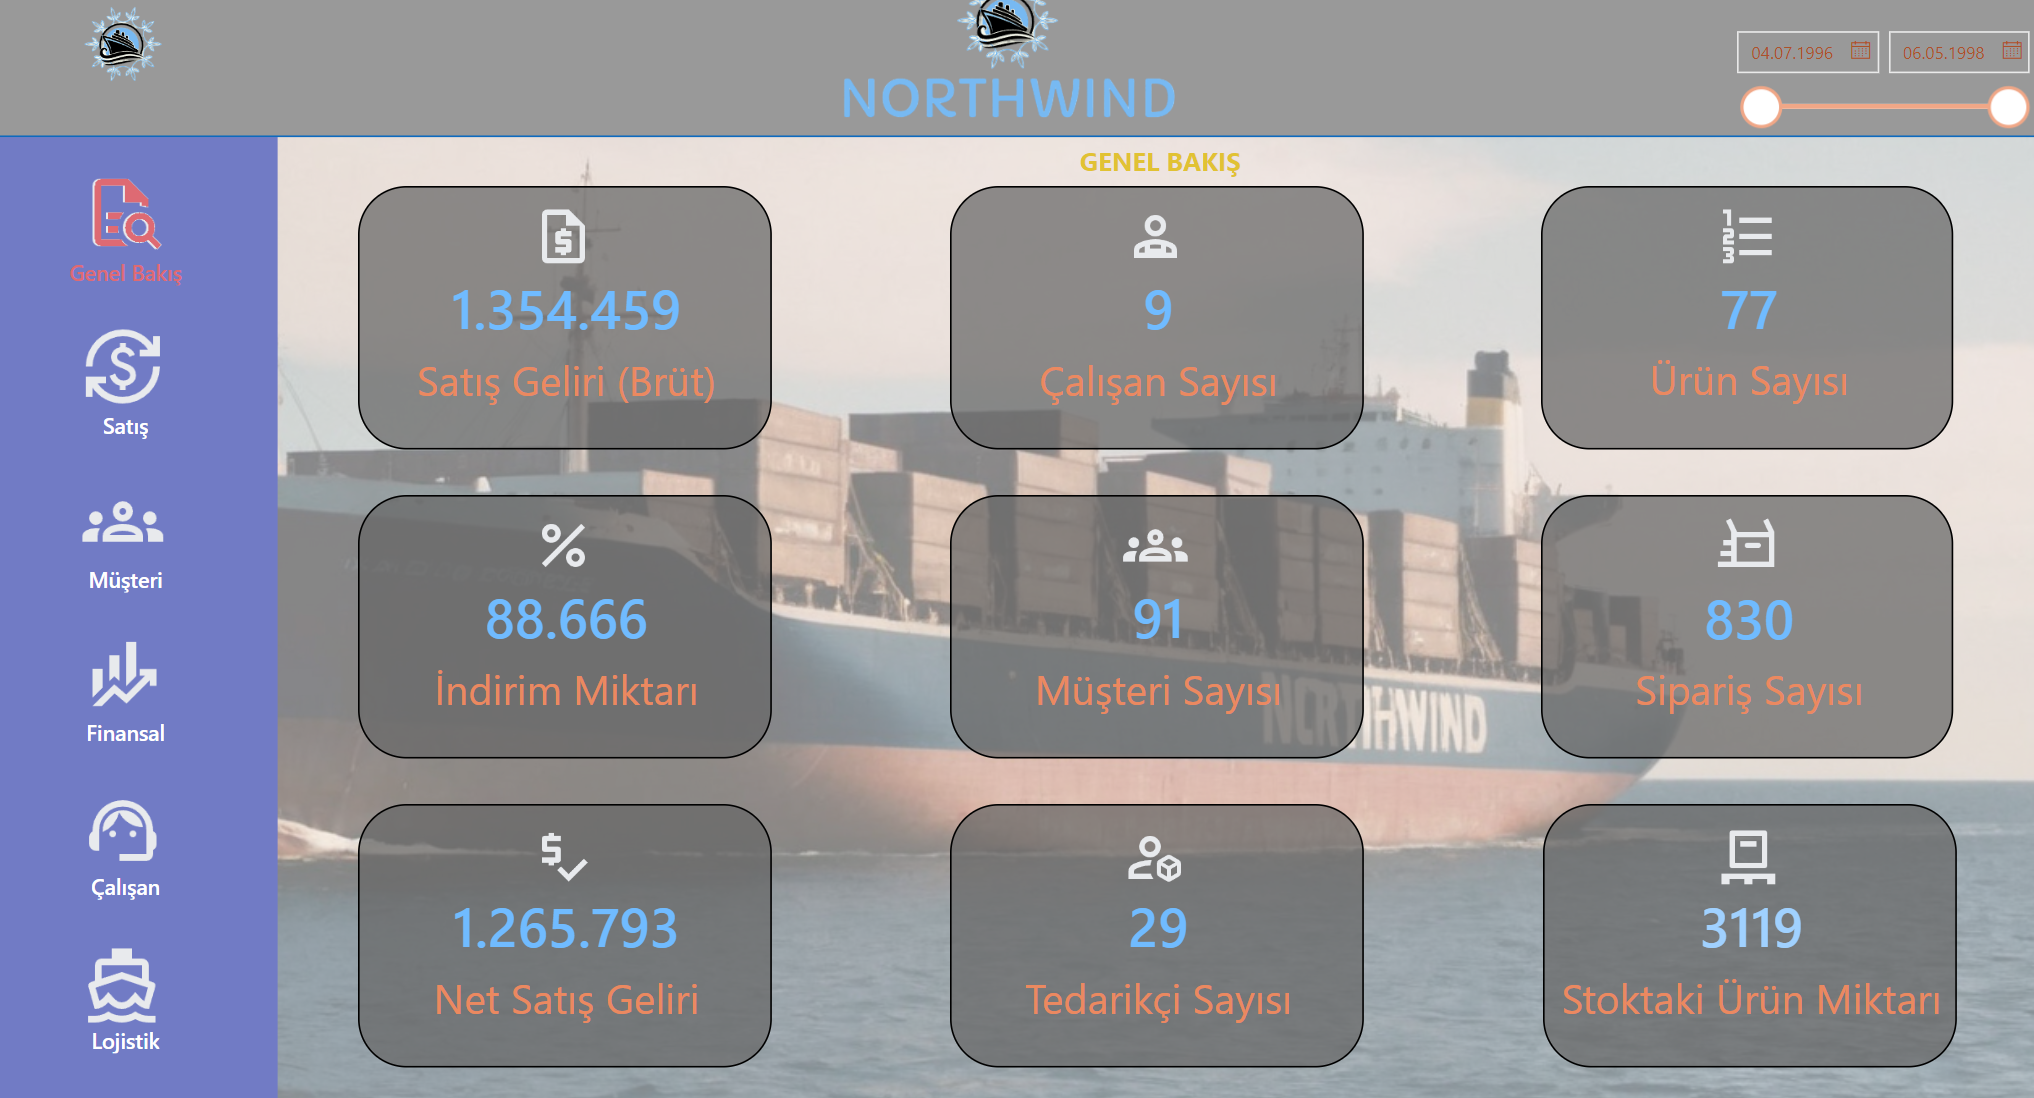 NORTHWIND
04.07.1996
06.05.1998
GENEL BAKIŞ
Genel Bakış
Satış
Müşteri
Finansal
Çalışan
Lojistik
1.354.459
Satış Geliri (Brüt)
9
Çalışan Sayısı
77
Ürün Sayısı
88.666
İndirim Miktarı
91
Müşteri Sayısı
830
Sipariş Sayısı
NORTHWIND
1.265.793
Net Satış Geliri
29
Tedarikçi Sayısı
3119
Stoktaki Ürün Miktarı